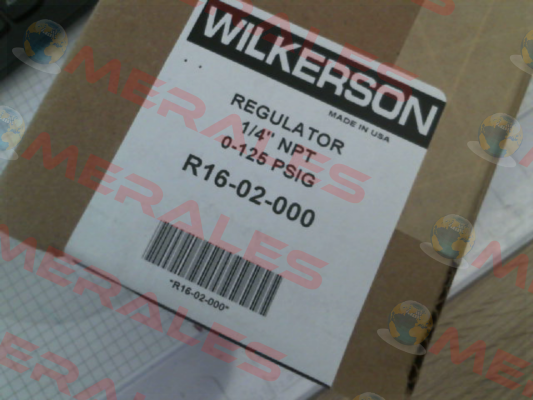 WILKERSON
MADE IN USA
REGULATOR
1/4" NPT
0-125 PSIG
R16-02-000
"R16-02-000"
MERALES
MERALES
MERALES
MERALES